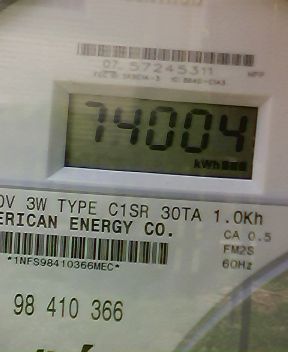 07 57245311
74004
kWh
0V 3W TYPE C1SR 30TA 1.0Kh
ERICAN ENERGY CO.
CA 0.5
FM2S
*1NFS98410366MEC*
60Hz
98 410 366